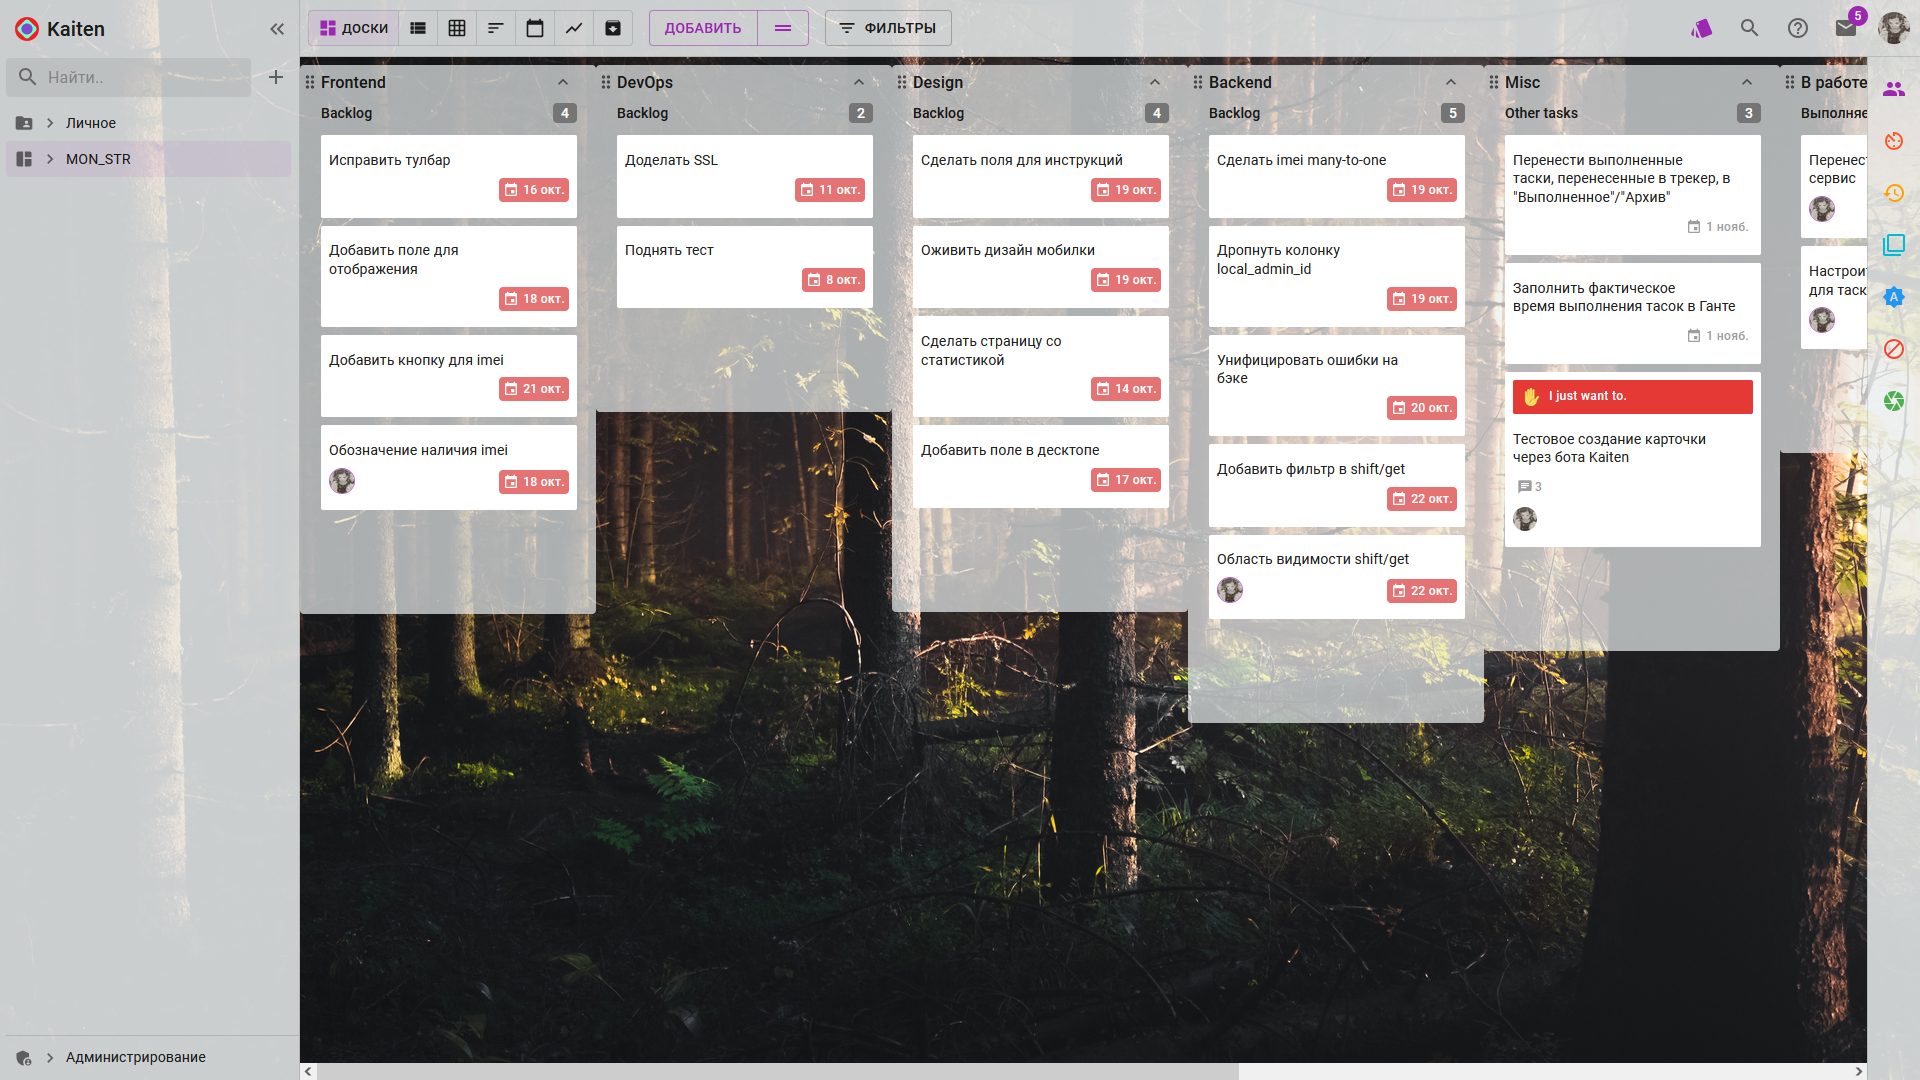 Kaiten
ДОСКИ
ДОБАВИТЬ
ФИЛЬТРЫ
5
Найти..
Личное
MON_STR
Администрирование
Frontend
Backlog
4
Исправить тулбар
16 окт.
Добавить поле для
отображения
18 окт.
Добавить кнопку для imei
21 окт.
Обозначение наличия imei
18 окт.
DevOps
Backlog
2
Доделать SSL
11 окт.
Поднять тест
8 окт.
Design
Backlog
4
Сделать поля для инструкций
19 окт.
Оживить дизайн мобилки
19 окт.
Сделать страницу со
статистикой
14 окт.
Добавить поле в десктопе
17 окт.
Backend
Backlog
5
Сделать imei many-to-one
19 окт.
Дропнуть колонку
local_admin_id
19 окт.
Унифицировать ошибки на
бэке
20 окт.
Добавить фильтр в shift/get
22 окт.
Область видимости shift/get
22 окт.
Misc
Other tasks
3
Перенести выполненные
таски, перенесенные в трекер, в
"Выполненное"/"Архив"
1 нояб.
Заполнить фактическое
время выполнения тасок в Ганте
1 нояб.
I just want to.
Тестовое создание карточки
через бота Kaiten
3
В работе
Выполняе
Перенес
сервис
Настрои
для таск
A